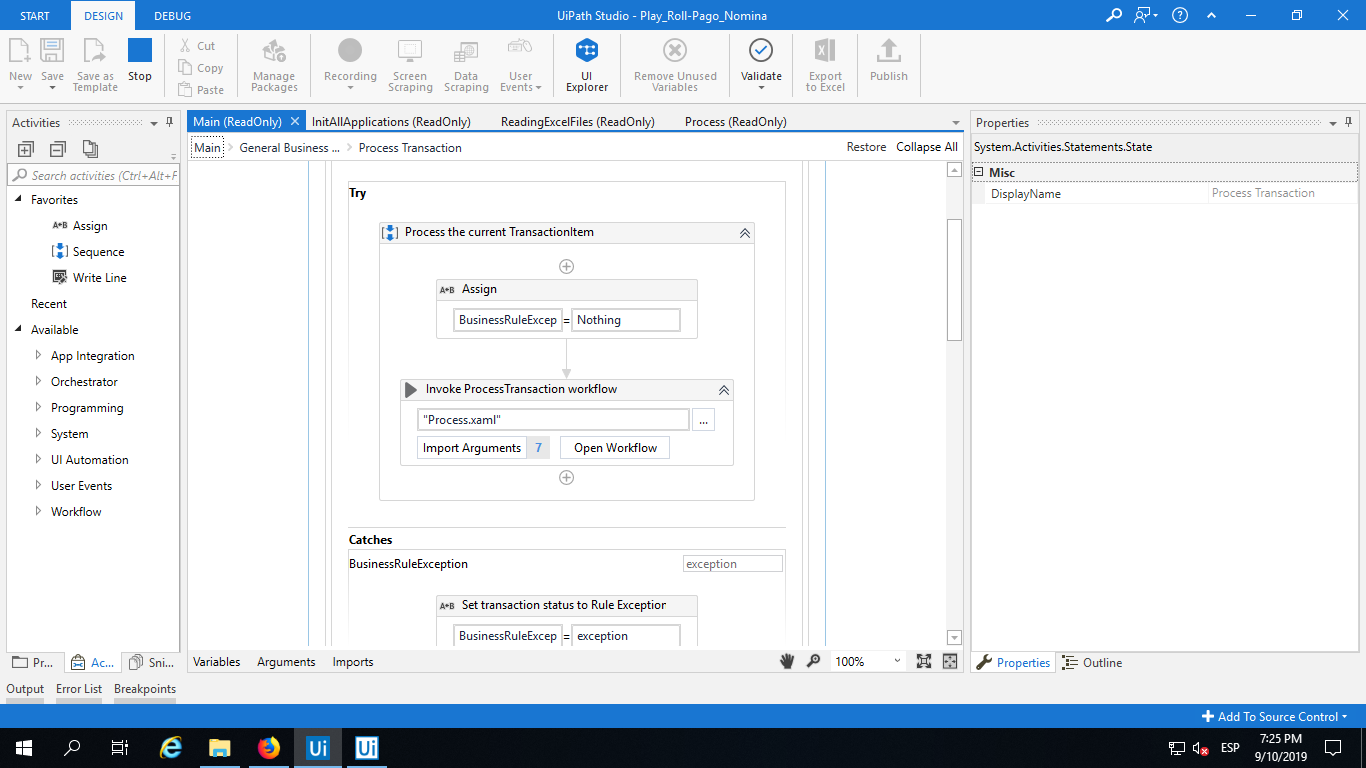 START DESIGN DEBUG UiPath Studio - Play_Roll-Pago_Nomina
New Save Save as Template Stop Cut Copy Paste Manage Packages Recording Screen Scraping Data Scraping User Events UI Explorer Remove Unused Variables Validate Export to Excel Publish
Activities
Search activities (Ctrl+Alt+F
Favorites
Assign
Sequence
Write Line
Recent
Available
App Integration
Orchestrator
Programming
System
UI Automation
User Events
Workflow
Pr... Ac... Sni...
Main (ReadOnly) InitAllApplications (ReadOnly) ReadingExcelFiles (ReadOnly) Process (ReadOnly)
Main General Business ... Process Transaction Restore Collapse All
Try
Process the current TransactionItem
A+B Assign
BusinessRuleExcep = Nothing
Invoke ProcessTransaction workflow
"Process.xaml" ...
Import Arguments 7 Open Workflow
Catches
BusinessRuleException exception
A+B Set transaction status to Rule Exception
BusinessRuleExcep = exception
Variables Arguments Imports 100%
Properties
System.Activities.Statements.State
Misc
DisplayName Process Transaction
Properties Outline
Output Error List Breakpoints
Add To Source Control
Ui Ui ESP 7:25 PM
9/10/2019